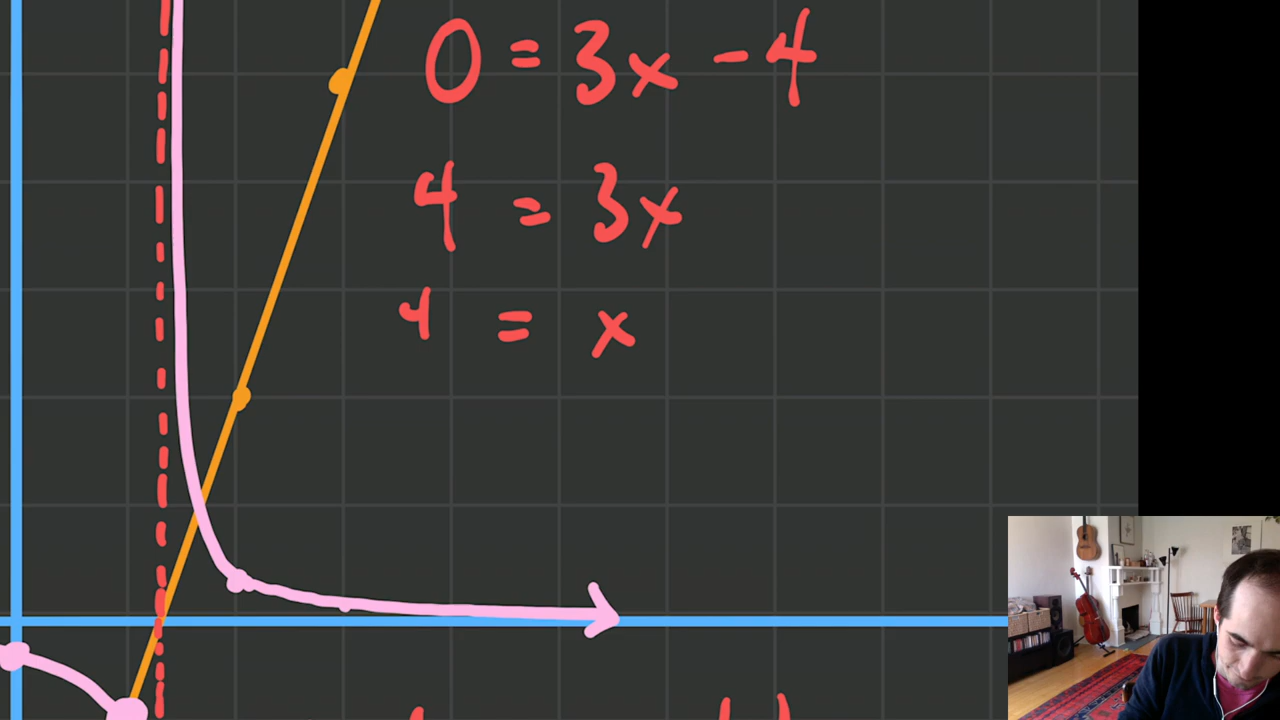 0 = 3x - 4
4 = 3x
4 = x